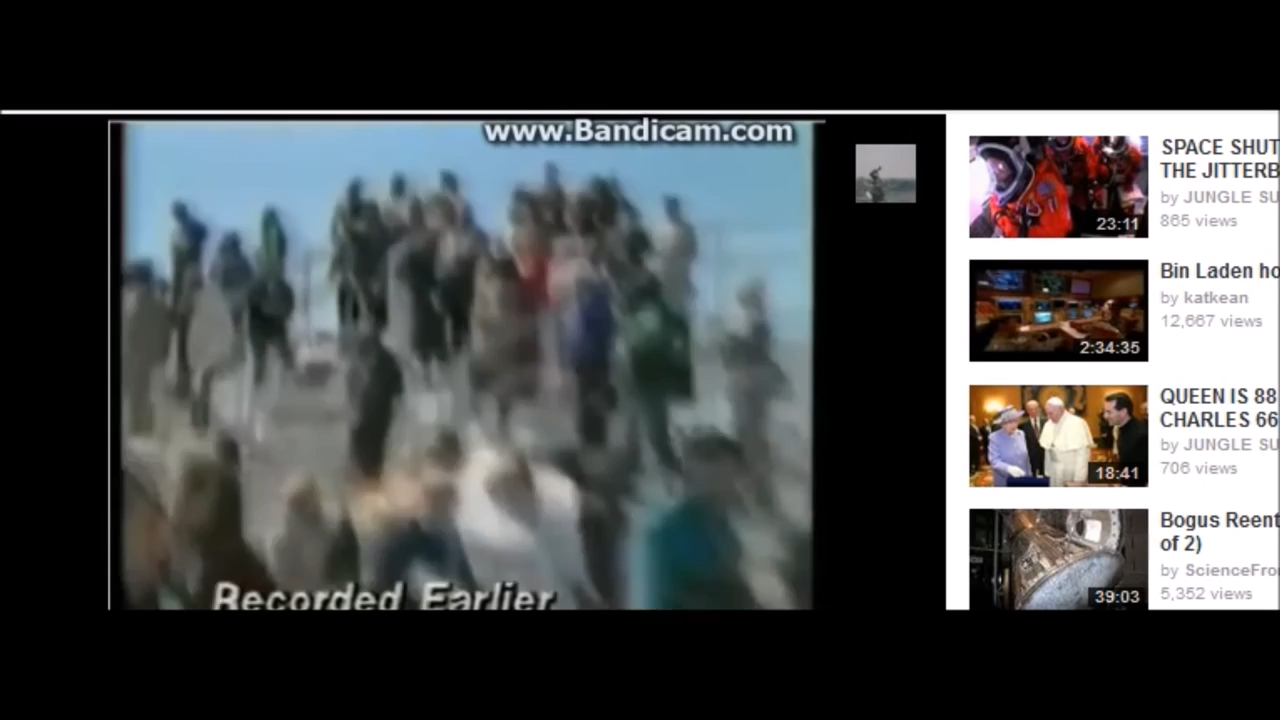 www.Bandicam.com
Recorded Earlier
SPACE SHUT
THE JITTERB
by JUNGLE SU
865 views
23:11
Bin Laden ho
by katkean
12,667 views
2:34:35
QUEEN IS 88
CHARLES 66
by JUNGLE SU
706 views
18:41
Bogus Reent
of 2)
by ScienceFro
5,352 views
39:03